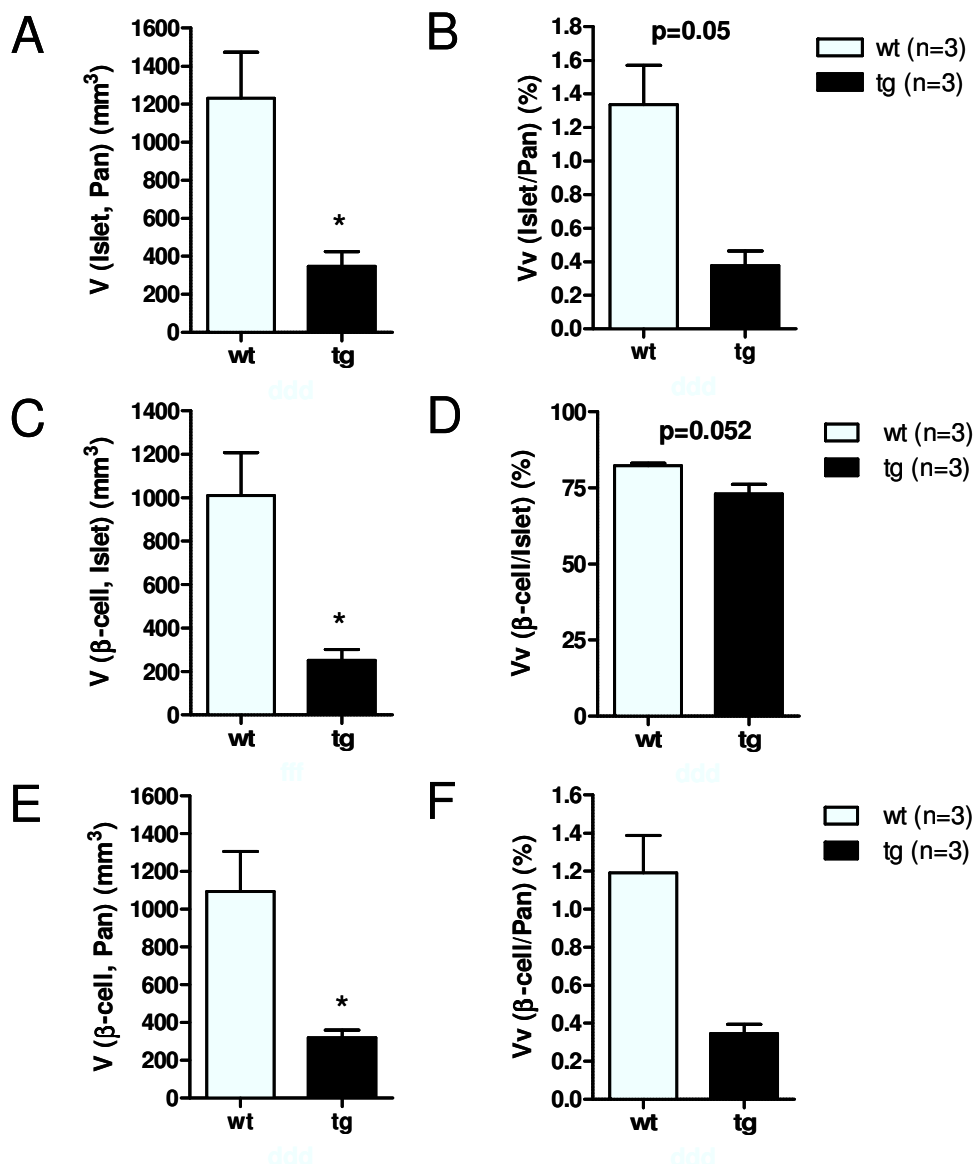 A
V (Islet, Pan) (mm³)
1600
1400
1200
1000
800
600
400
200
0
*
wt
tg
ddd
B
Vv (Islet/Pan) (%)
p=0.05
1.8
1.6
1.4
1.2
1.0
0.8
0.6
0.4
0.2
0.0
wt
tg
ddd
wt (n=3)
tg (n=3)
C
V (β-cell, Islet) (mm³)
1400
1200
1000
800
600
400
200
0
*
wt
tg
fff
D
Vv (β-cell/Islet) (%)
p=0.052
100
75
50
25
0
wt
tg
ddd
wt (n=3)
tg (n=3)
E
V (β-cell, Pan) (mm³)
1600
1400
1200
1000
800
600
400
200
0
*
wt
tg
ddd
F
Vv (β-cell/Pan) (%)
1.6
1.4
1.2
1.0
0.8
0.6
0.4
0.2
0.0
wt
tg
ddd
wt (n=3)
tg (n=3)